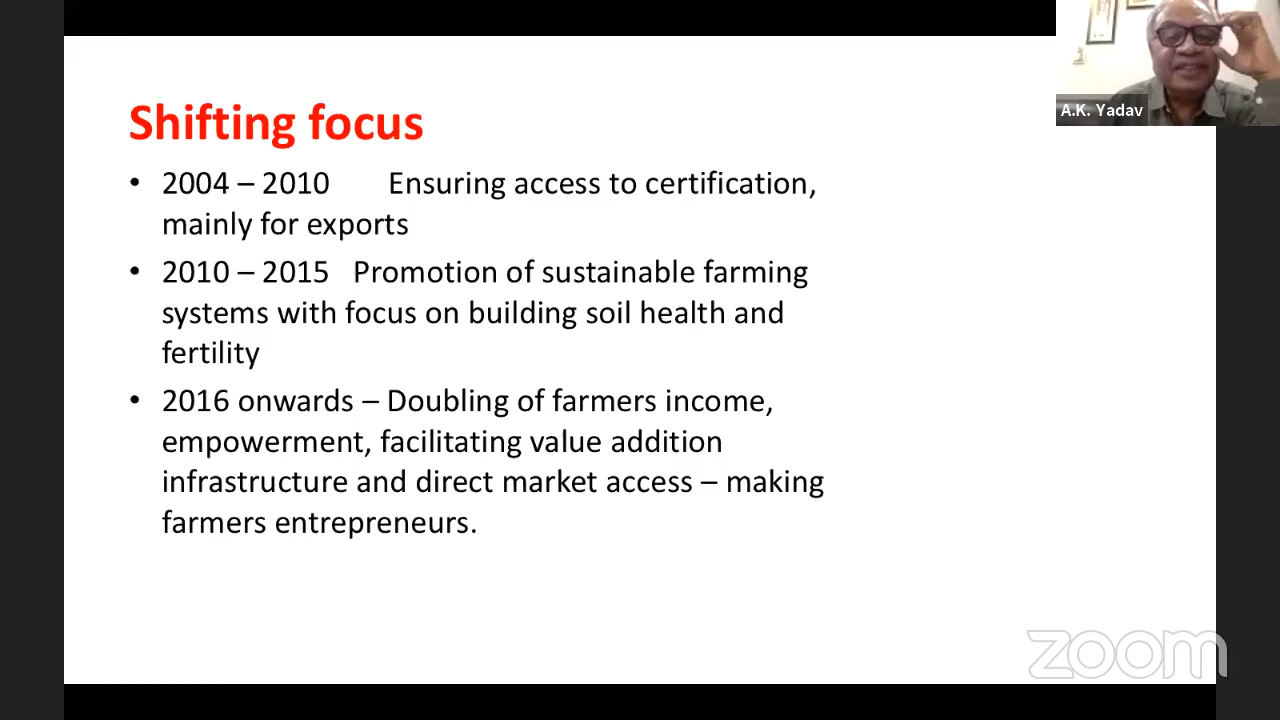 Shifting focus
• 2004 – 2010 Ensuring access to certification,
mainly for exports
• 2010 – 2015 Promotion of sustainable farming
systems with focus on building soil health and
fertility
• 2016 onwards – Doubling of farmers income,
empowerment, facilitating value addition
infrastructure and direct market access – making
farmers entrepreneurs.
A.K. Yadav
zoom